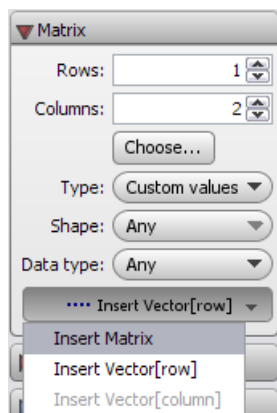 Matrix
Rows: 1
Columns: 2
Choose...
Type: Custom values
Shape: Any
Data type: Any
Insert Vector[row]
Insert Matrix
Insert Vector[row]
Insert Vector[column]